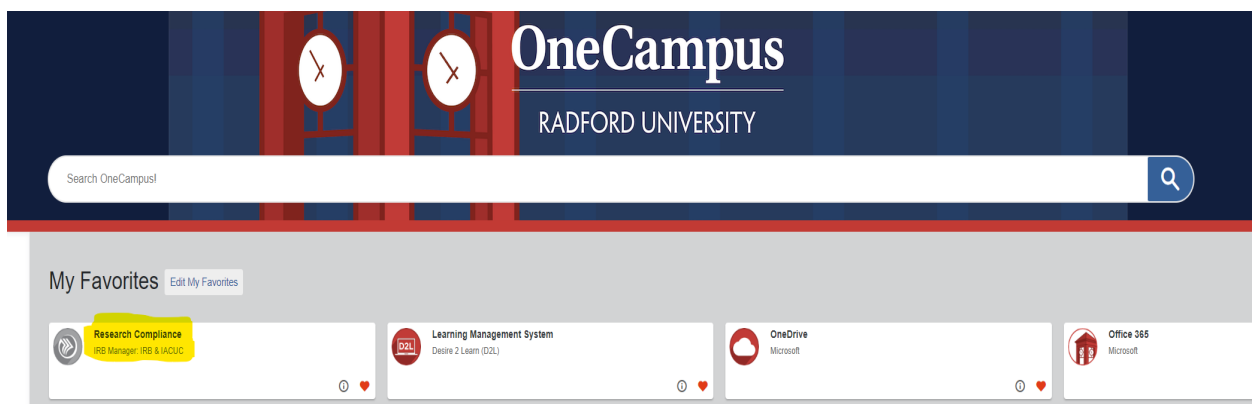 OneCampus
RADFORD UNIVERSITY
Search OneCampus!
My Favorites Edit My Favorites
Research Compliance
IRB Manager: IRB & IACUC
D2L
Learning Management System
Desire 2 Learn (D2L)
OneDrive
Microsoft
Office 365
Microsoft